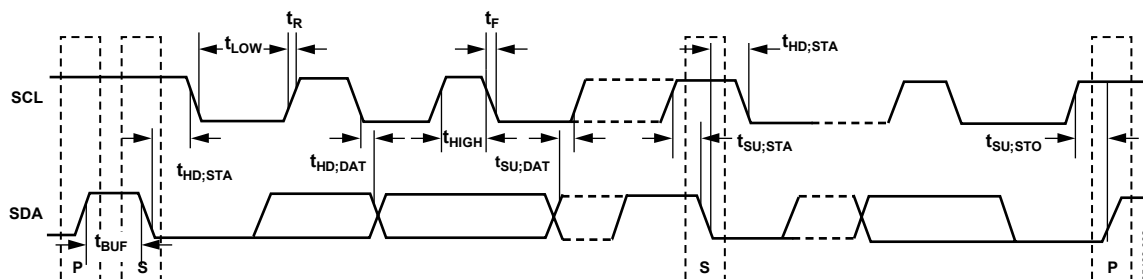 tR
tF
tLOW
tHD;STA
SCL
tHD;STA
tHD;DAT
tHIGH
tSU;DAT
tSU;STA
tSU;STO
SDA
tBUF
P
S
S
P